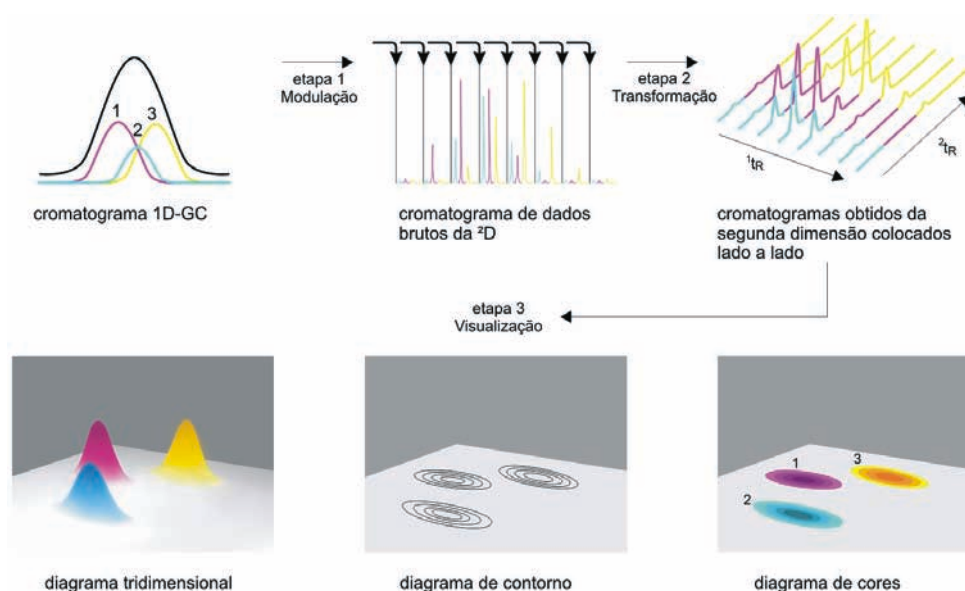 1
2
3
cromatograma 1D-GC
etapa 1
Modulação
cromatograma de dados
brutos da ²D
etapa 2
Transformação
¹tR
²tR
cromatogramas obtidos da
segunda dimensão colocados
lado a lado
etapa 3
Visualização
diagrama tridimensional
diagrama de contorno
1
3
2
diagrama de cores